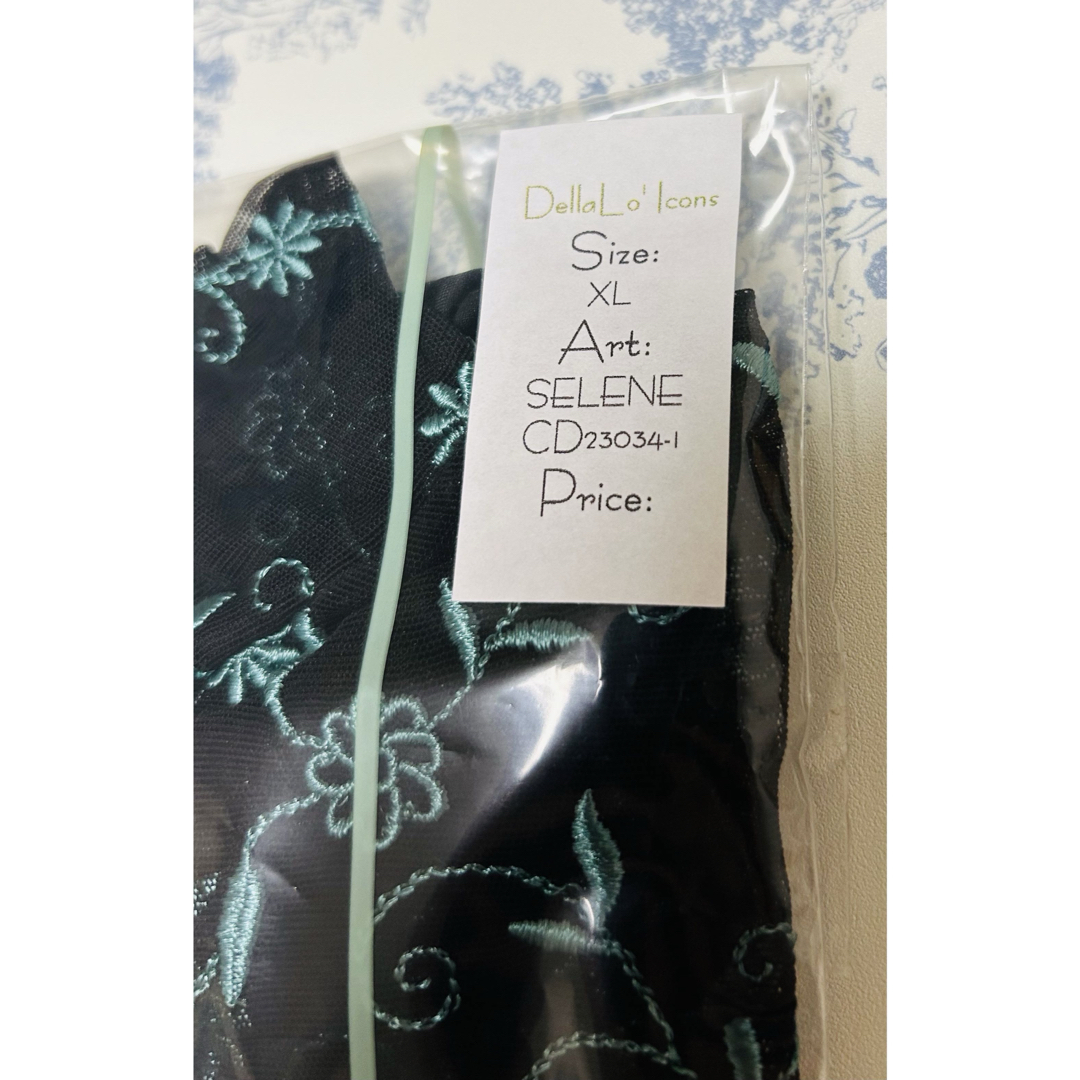 DellaLo' Icons
Size:
XL
Art:
SELENE
CD23034-1
Price: